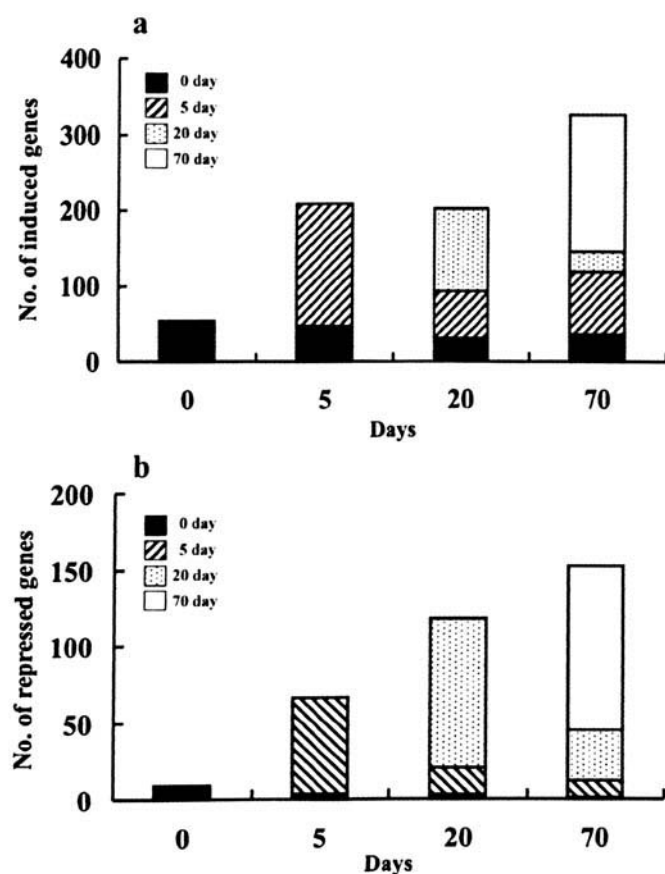 a
No. of induced genes
400
300
200
100
0
0 day
5 day
20 day
70 day
0 5 20 70
Days
b
No. of repressed genes
200
150
100
50
0
0 day
5 day
20 day
70 day
0 5 20 70
Days